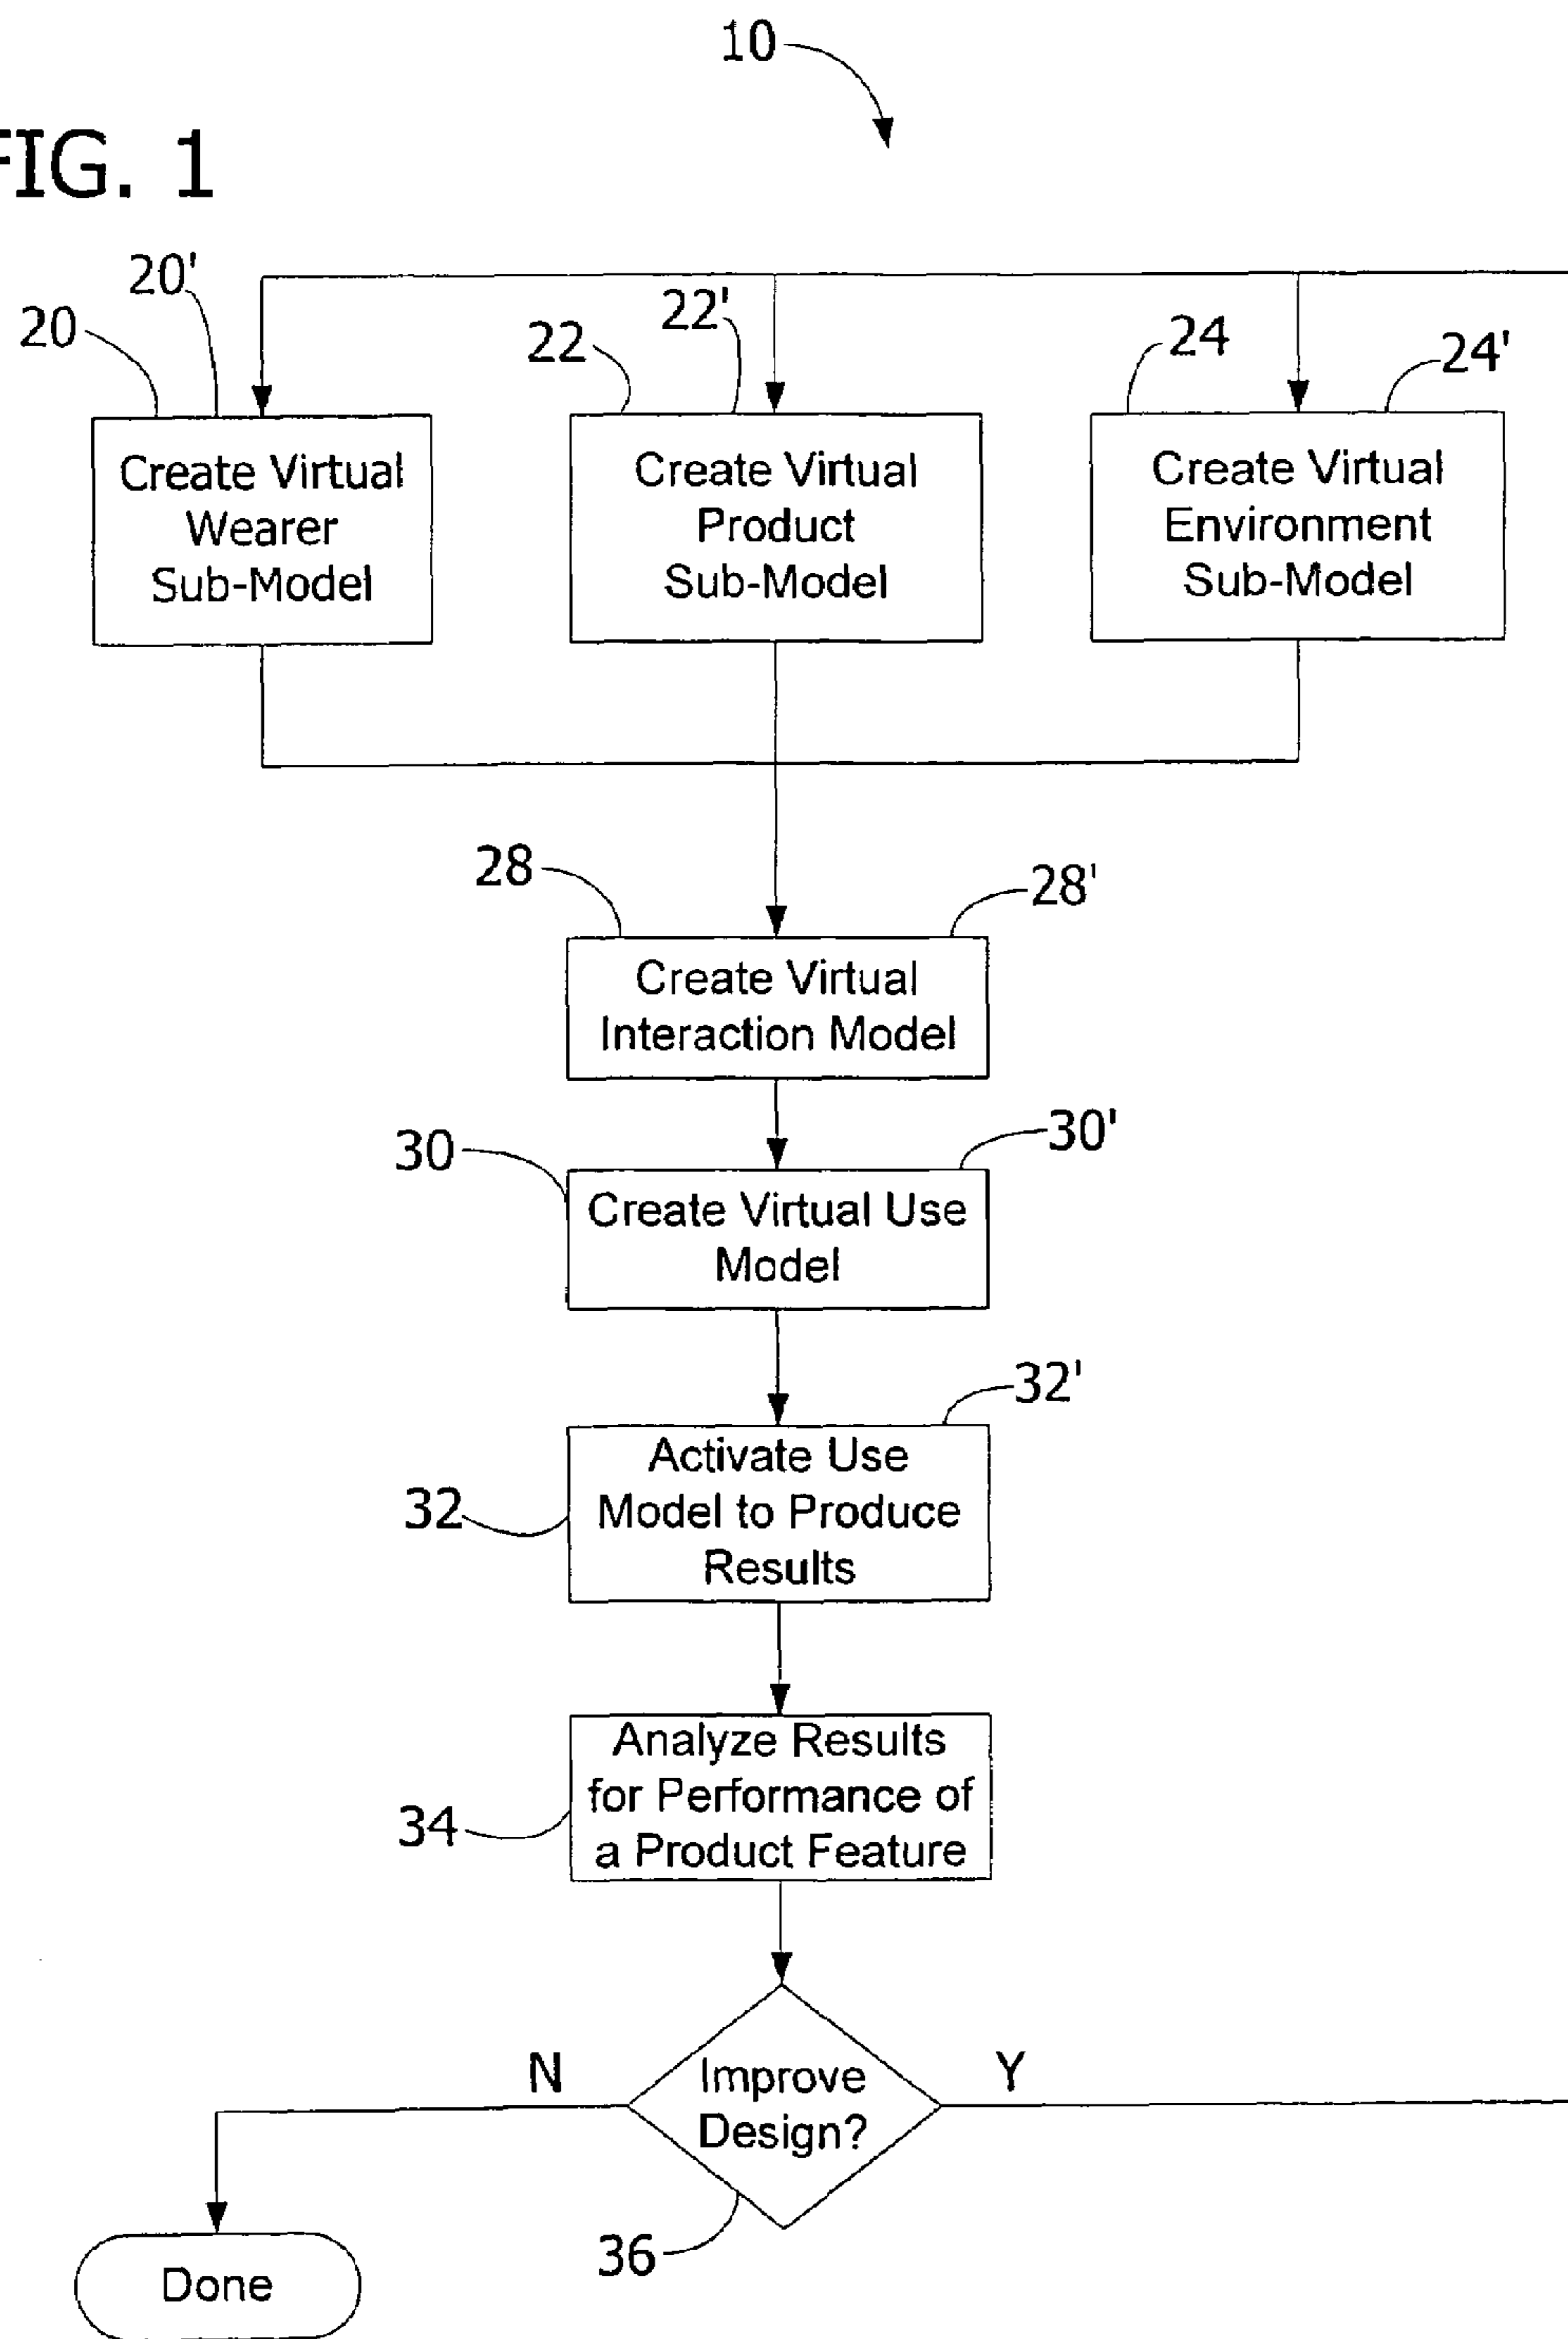 10
FIG. 1
20'
20
22'
22
24
24'
Create Virtual
Wearer
Sub-Model
Create Virtual
Product
Sub-Model
Create Virtual
Environment
Sub-Model
28
28'
Create Virtual
Interaction Model
30
30'
Create Virtual Use
Model
32'
32
Activate Use
Model to Produce
Results
34
Analyze Results
for Performance of
a Product Feature
N
Y
Improve
Design?
36
Done